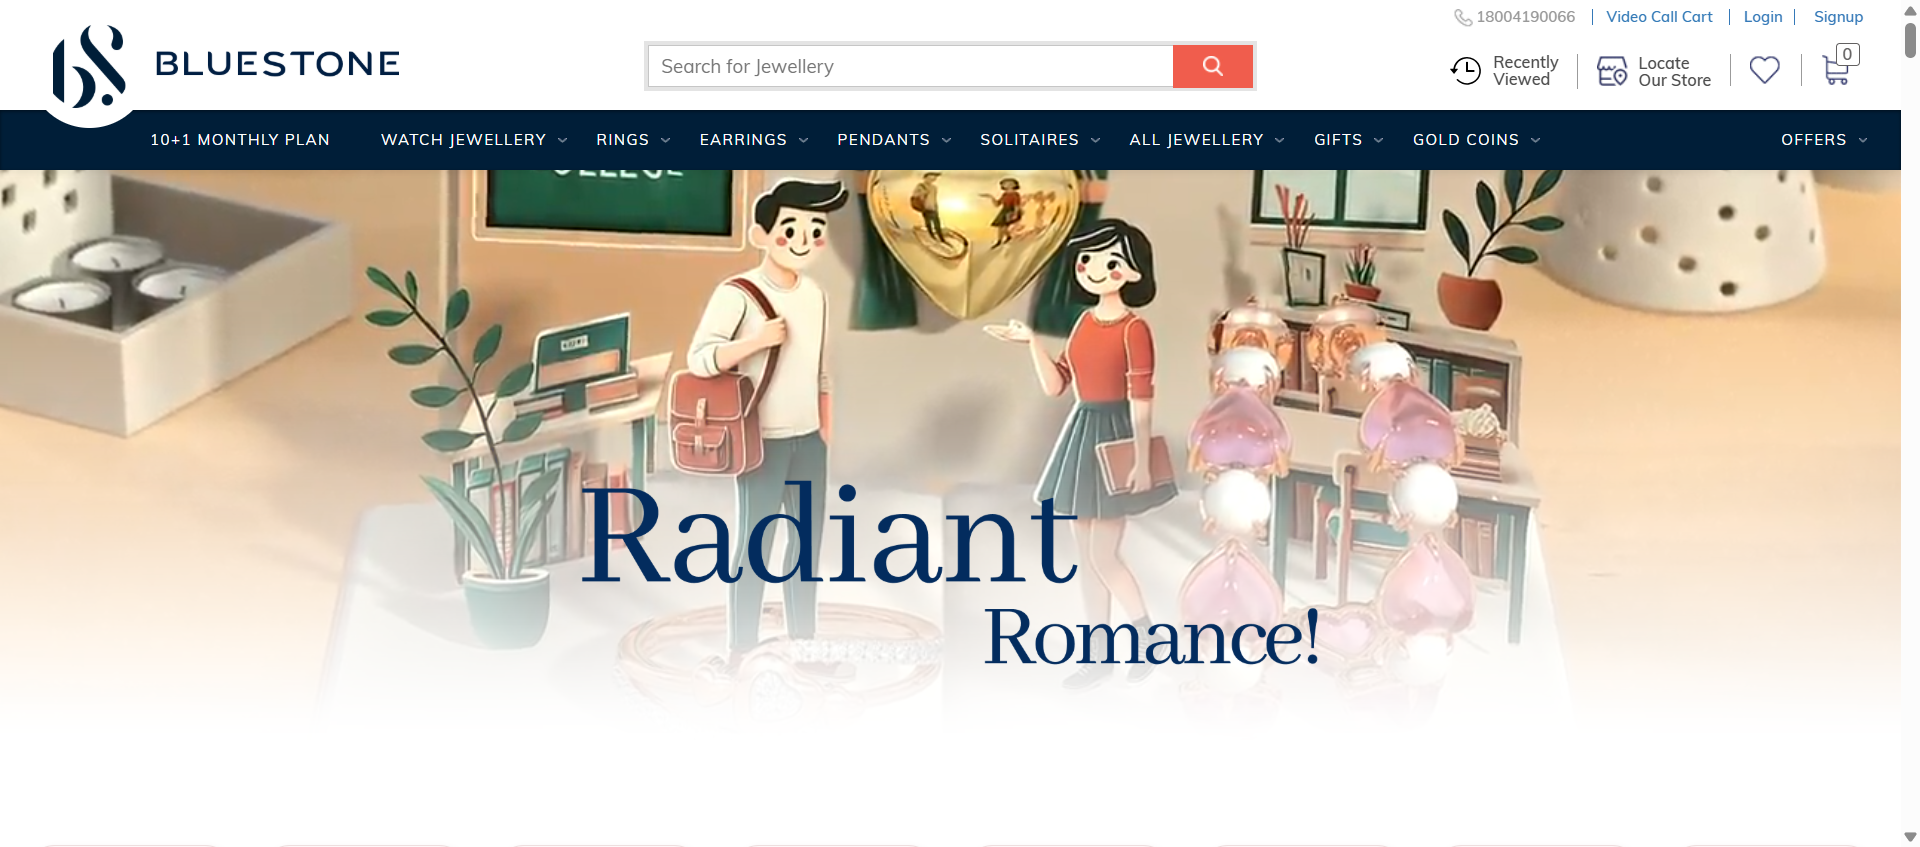 18004190066
Video Call Cart
Login
Signup
BLUESTONE
Search for Jewellery
Recently
Viewed
Locate
Our Store
0
10+1 MONTHLY PLAN
WATCH JEWELLERY
RINGS
EARRINGS
PENDANTS
SOLITAIRES
ALL JEWELLERY
GIFTS
GOLD COINS
OFFERS
Radiant
Romance!